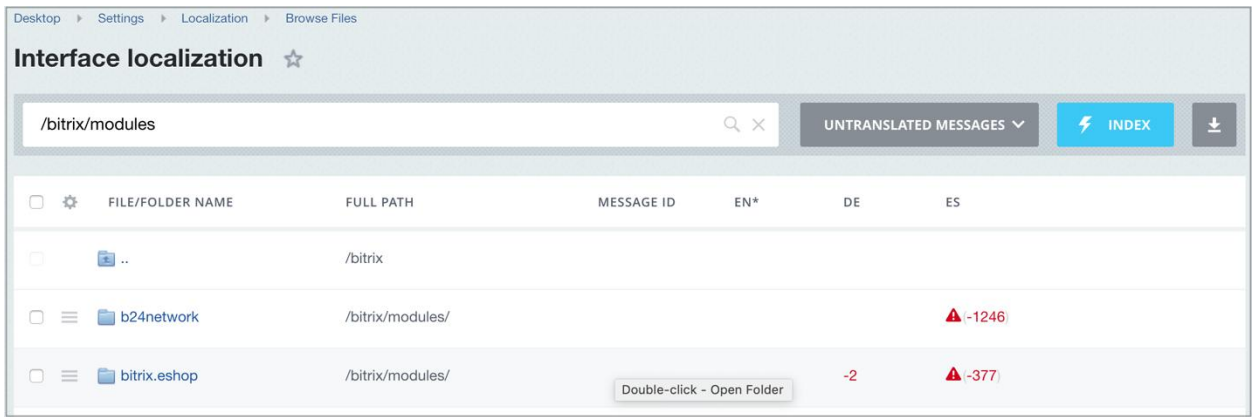 Desktop Settings Localization Browse Files
Interface localization
/bitrix/modules UNTRANSLATED MESSAGES INDEX
FILE/FOLDER NAME FULL PATH MESSAGE ID EN* DE ES
.. /bitrix
b24network /bitrix/modules/ (-1246)
bitrix.eshop /bitrix/modules/ -2 (-377)
Double-click - Open Folder